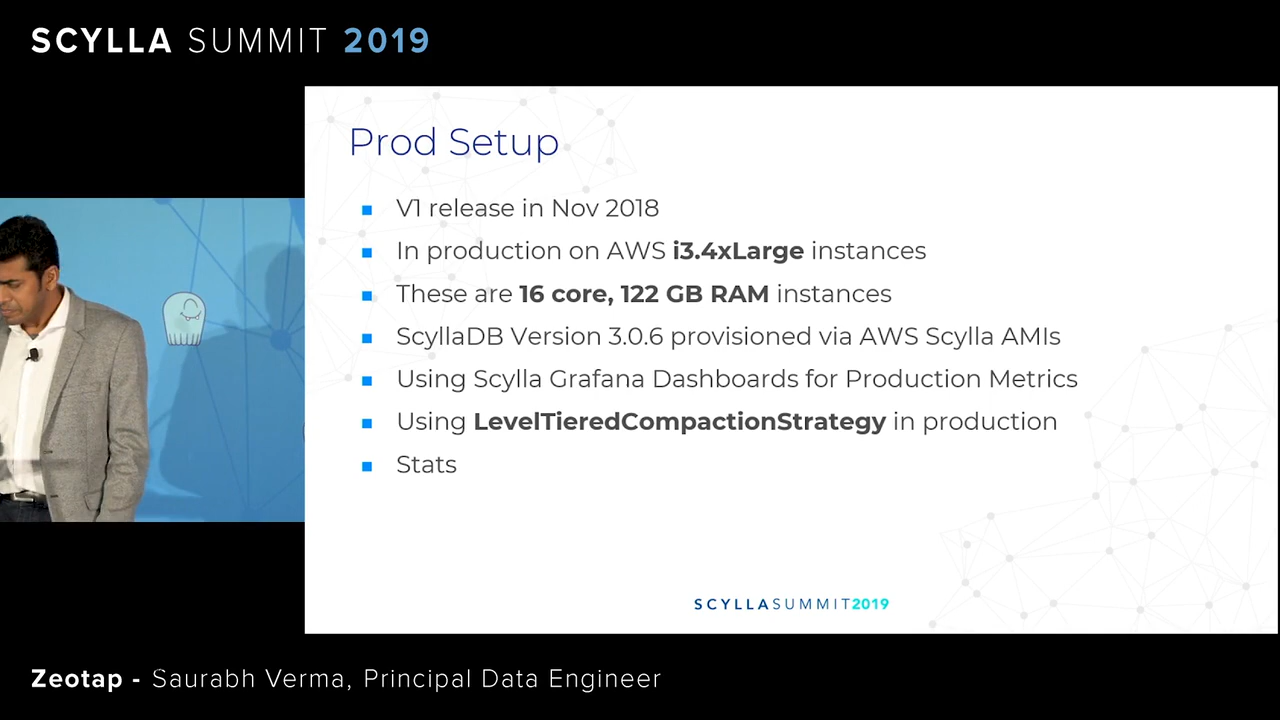 SCYLLA SUMMIT 2019
Prod Setup
V1 release in Nov 2018
In production on AWS i3.4xLarge instances
These are 16 core, 122 GB RAM instances
ScyllaDB Version 3.0.6 provisioned via AWS Scylla AMIs
Using Scylla Grafana Dashboards for Production Metrics
Using LevelTieredCompactionStrategy in production
Stats
SCYLLASUMMIT2019
Zeotap - Saurabh Verma, Principal Data Engineer